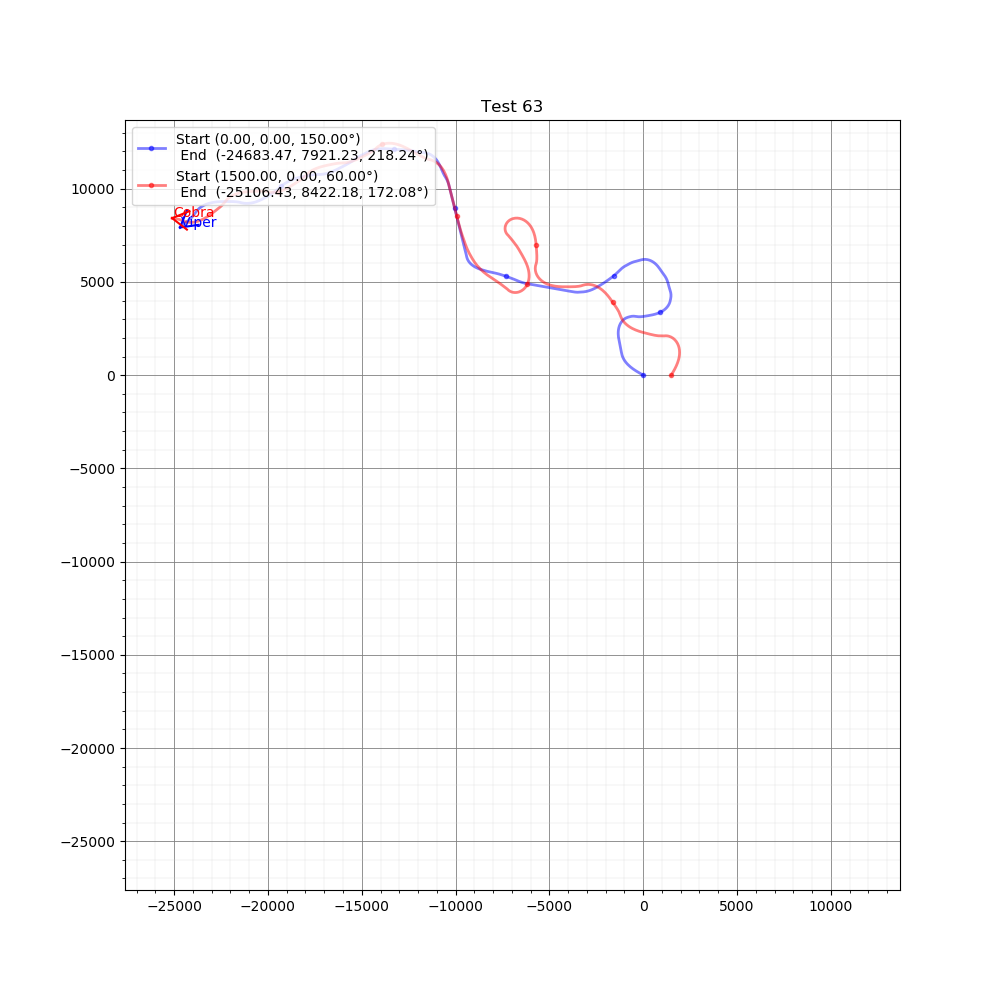 Test 63
Start (0.00, 0.00, 150.00°)
End  (-24683.47, 7921.23, 218.24°)
Start (1500.00, 0.00, 60.00°)
End  (-25106.43, 8422.18, 172.08°)
Cobra
Viper
10000
5000
0
−5000
−10000
−15000
−20000
−25000
−25000
−20000
−15000
−10000
−5000
0
5000
10000